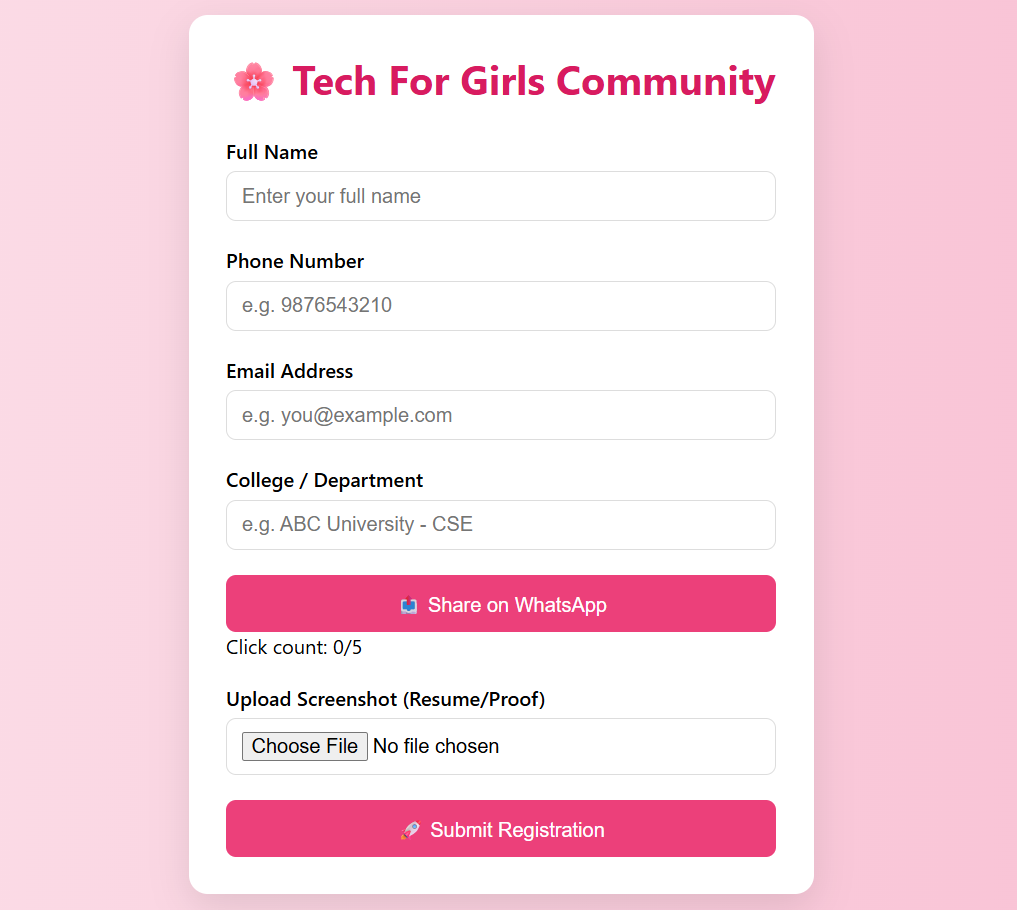 🌸 Tech For Girls Community
Full Name
Enter your full name
Phone Number
e.g. 9876543210
Email Address
e.g. you@example.com
College / Department
e.g. ABC University - CSE
📤 Share on WhatsApp
Click count: 0/5
Upload Screenshot (Resume/Proof)
Choose File No file chosen
🚀 Submit Registration